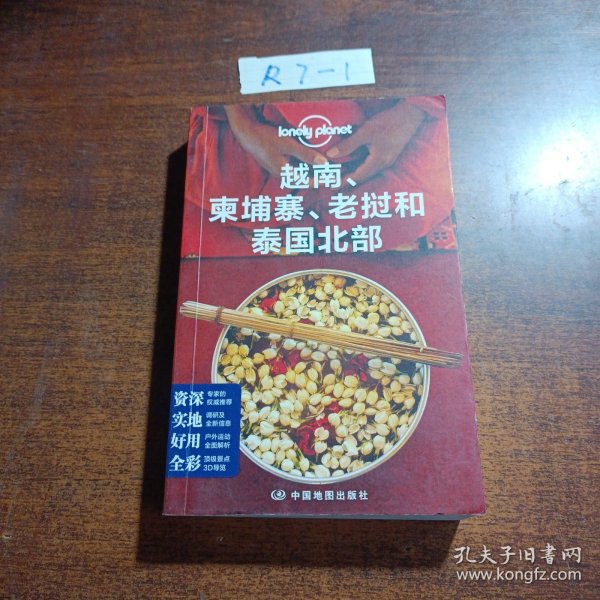 R7-1
lonely planet
越南、
柬埔寨、老挝和
泰国北部
资深 专家的
权威推荐
实地 调研及
全新信息
好用 户外运动
全面解析
全彩 顶级景点
3D导览
中国地图出版社
孔夫子旧书网
www.kongfz.com